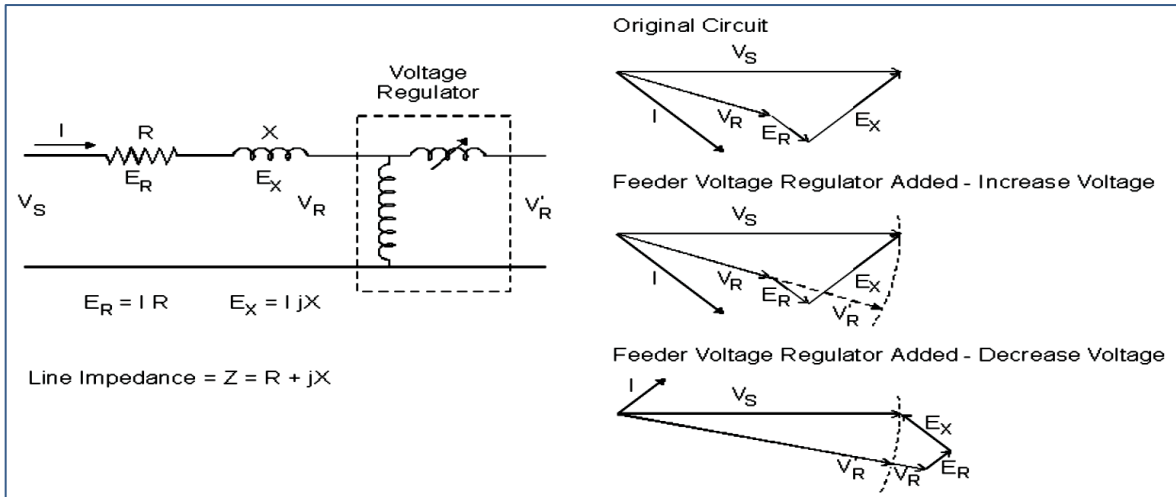 Voltage
Regulator
I
R
X
E_R
E_X
V_S
V_R
V'_R
E_R = I R
E_X = I jX
Line Impedance = Z = R + jX
Original Circuit
V_S
I
V_R
E_R
E_X
Feeder Voltage Regulator Added - Increase Voltage
V_S
I
V_R
E_R
E_X
V'_R
Feeder Voltage Regulator Added - Decrease Voltage
I
V_S
E_X
V'_R
V_R
E_R